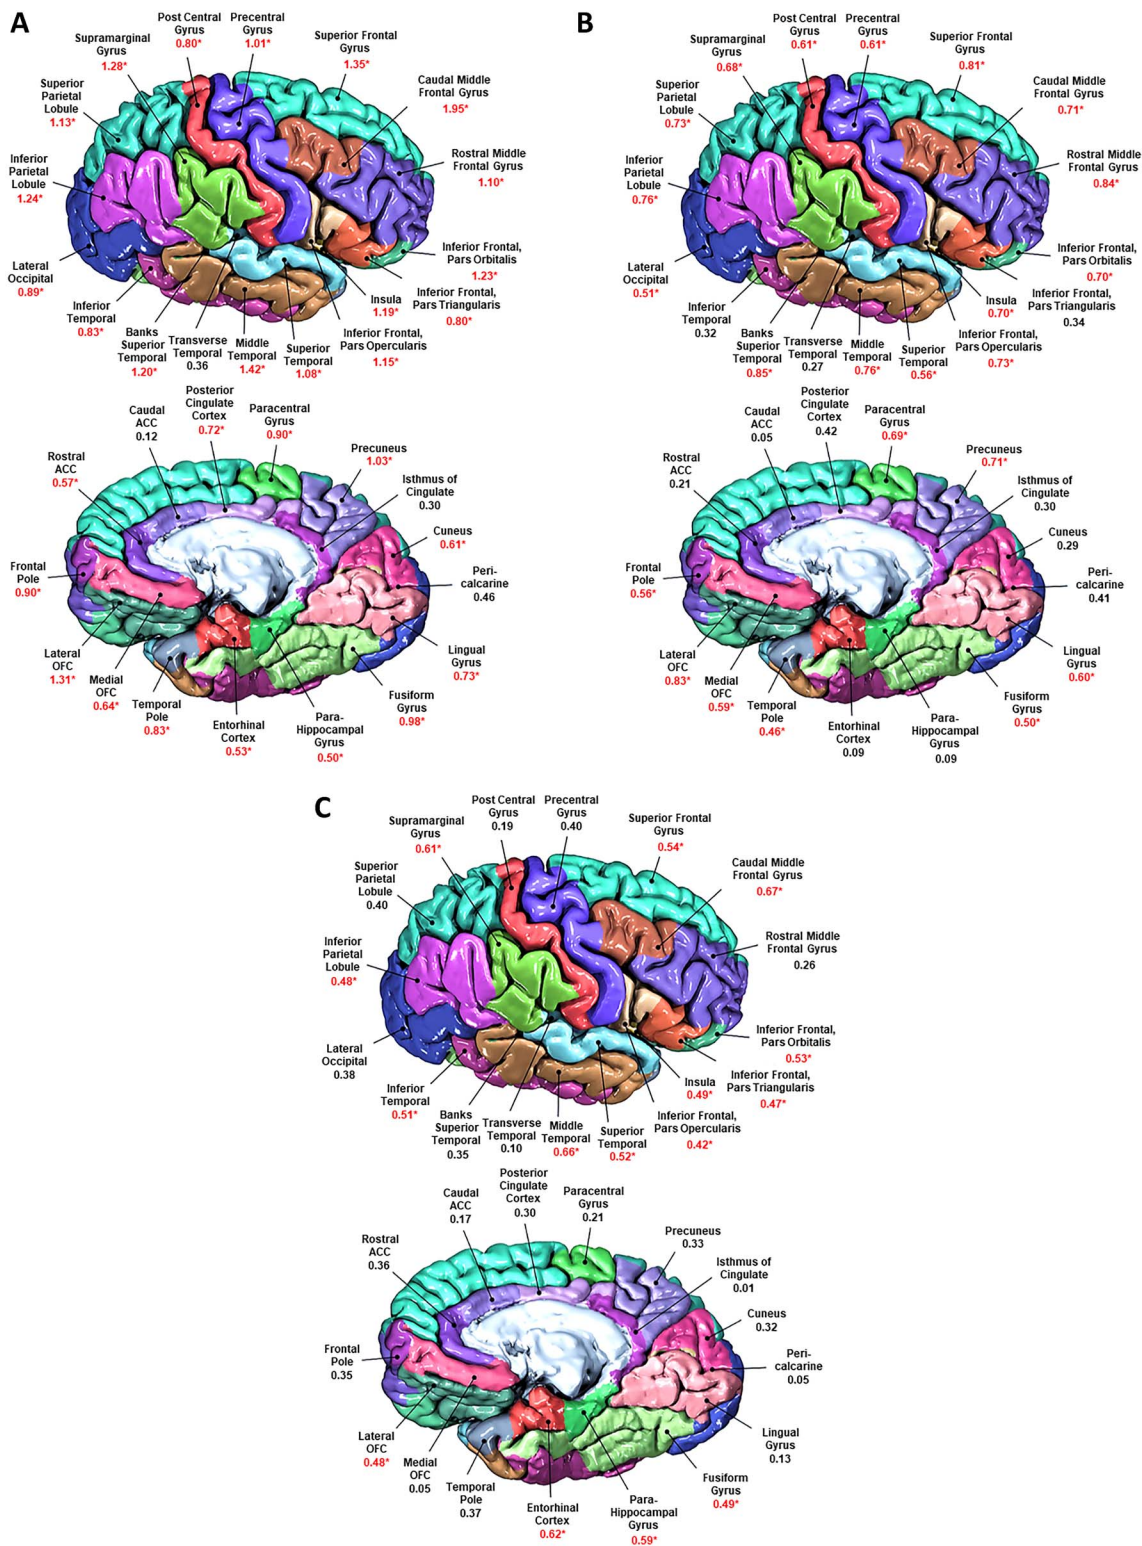 A
Post Central
Gyrus
0.80*
Precentral
Gyrus
1.01*
Supramarginal
Gyrus
1.28*
Superior Frontal
Gyrus
1.35*
Superior
Parietal
Lobule
1.13*
Caudal Middle
Frontal Gyrus
1.95*
Inferior
Parietal
Lobule
1.24*
Rostral Middle
Frontal Gyrus
1.10*
Lateral
Occipital
0.89*
Inferior Frontal,
Pars Orbitalis
1.23*
Inferior
Temporal
0.83*
Banks
Superior
Temporal
1.20*
Transverse
Temporal
0.36
Middle
Temporal
1.42*
Superior
Temporal
1.08*
Insula
1.19*
Inferior Frontal,
Pars Triangularis
0.80*
Inferior Frontal,
Pars Opercularis
1.15*
Posterior
Cingulate
Cortex
0.72*
Caudal
ACC
0.12
Paracentral
Gyrus
0.90*
Rostral
ACC
0.57*
Precuneus
1.03*
Isthmus of
Cingulate
0.30
Cuneus
0.61*
Frontal
Pole
0.90*
Peri-
calcarine
0.46
Lateral
OFC
1.31*
Medial
OFC
0.64*
Temporal
Pole
0.83*
Entorhinal
Cortex
0.53*
Para-
Hippocampal
Gyrus
0.50*
Fusiform
Gyrus
0.98*
Lingual
Gyrus
0.73*
B
Post Central
Gyrus
0.61*
Precentral
Gyrus
0.61*
Supramarginal
Gyrus
0.68*
Superior Frontal
Gyrus
0.81*
Superior
Parietal
Lobule
0.73*
Caudal Middle
Frontal Gyrus
0.71*
Inferior
Parietal
Lobule
0.76*
Rostral Middle
Frontal Gyrus
0.84*
Lateral
Occipital
0.51*
Inferior Frontal,
Pars Orbitalis
0.70*
Inferior
Temporal
0.32
Banks
Superior
Temporal
0.85*
Transverse
Temporal
0.27
Middle
Temporal
0.76*
Superior
Temporal
0.56*
Insula
0.70*
Inferior Frontal,
Pars Triangularis
0.34
Inferior Frontal,
Pars Opercularis
0.73*
Posterior
Cingulate
Cortex
0.42
Caudal
ACC
0.05
Paracentral
Gyrus
0.69*
Rostral
ACC
0.21
Precuneus
0.71*
Isthmus of
Cingulate
0.30
Cuneus
0.29
Frontal
Pole
0.56*
Peri-
calcarine
0.41
Lateral
OFC
0.83*
Medial
OFC
0.59*
Temporal
Pole
0.46*
Entorhinal
Cortex
0.09
Para-
Hippocampal
Gyrus
0.09
Fusiform
Gyrus
0.50*
Lingual
Gyrus
0.60*
C
Post Central
Gyrus
0.19
Precentral
Gyrus
0.40
Supramarginal
Gyrus
0.61*
Superior Frontal
Gyrus
0.54*
Superior
Parietal
Lobule
0.40
Caudal Middle
Frontal Gyrus
0.67*
Inferior
Parietal
Lobule
0.48*
Rostral Middle
Frontal Gyrus
0.26
Lateral
Occipital
0.38
Inferior Frontal,
Pars Orbitalis
0.53*
Inferior
Temporal
0.51*
Banks
Superior
Temporal
0.35
Transverse
Temporal
0.10
Middle
Temporal
0.66*
Superior
Temporal
0.52*
Insula
0.49*
Inferior Frontal,
Pars Triangularis
0.47*
Inferior Frontal,
Pars Opercularis
0.42*
Posterior
Cingulate
Cortex
0.30
Caudal
ACC
0.17
Paracentral
Gyrus
0.21
Rostral
ACC
0.36
Precuneus
0.33
Isthmus of
Cingulate
0.01
Cuneus
0.32
Frontal
Pole
0.35
Peri-
calcarine
0.05
Lateral
OFC
0.48*
Medial
OFC
0.05
Temporal
Pole
0.37
Entorhinal
Cortex
0.62*
Para-
Hippocampal
Gyrus
0.59*
Fusiform
Gyrus
0.49*
Lingual
Gyrus
0.13